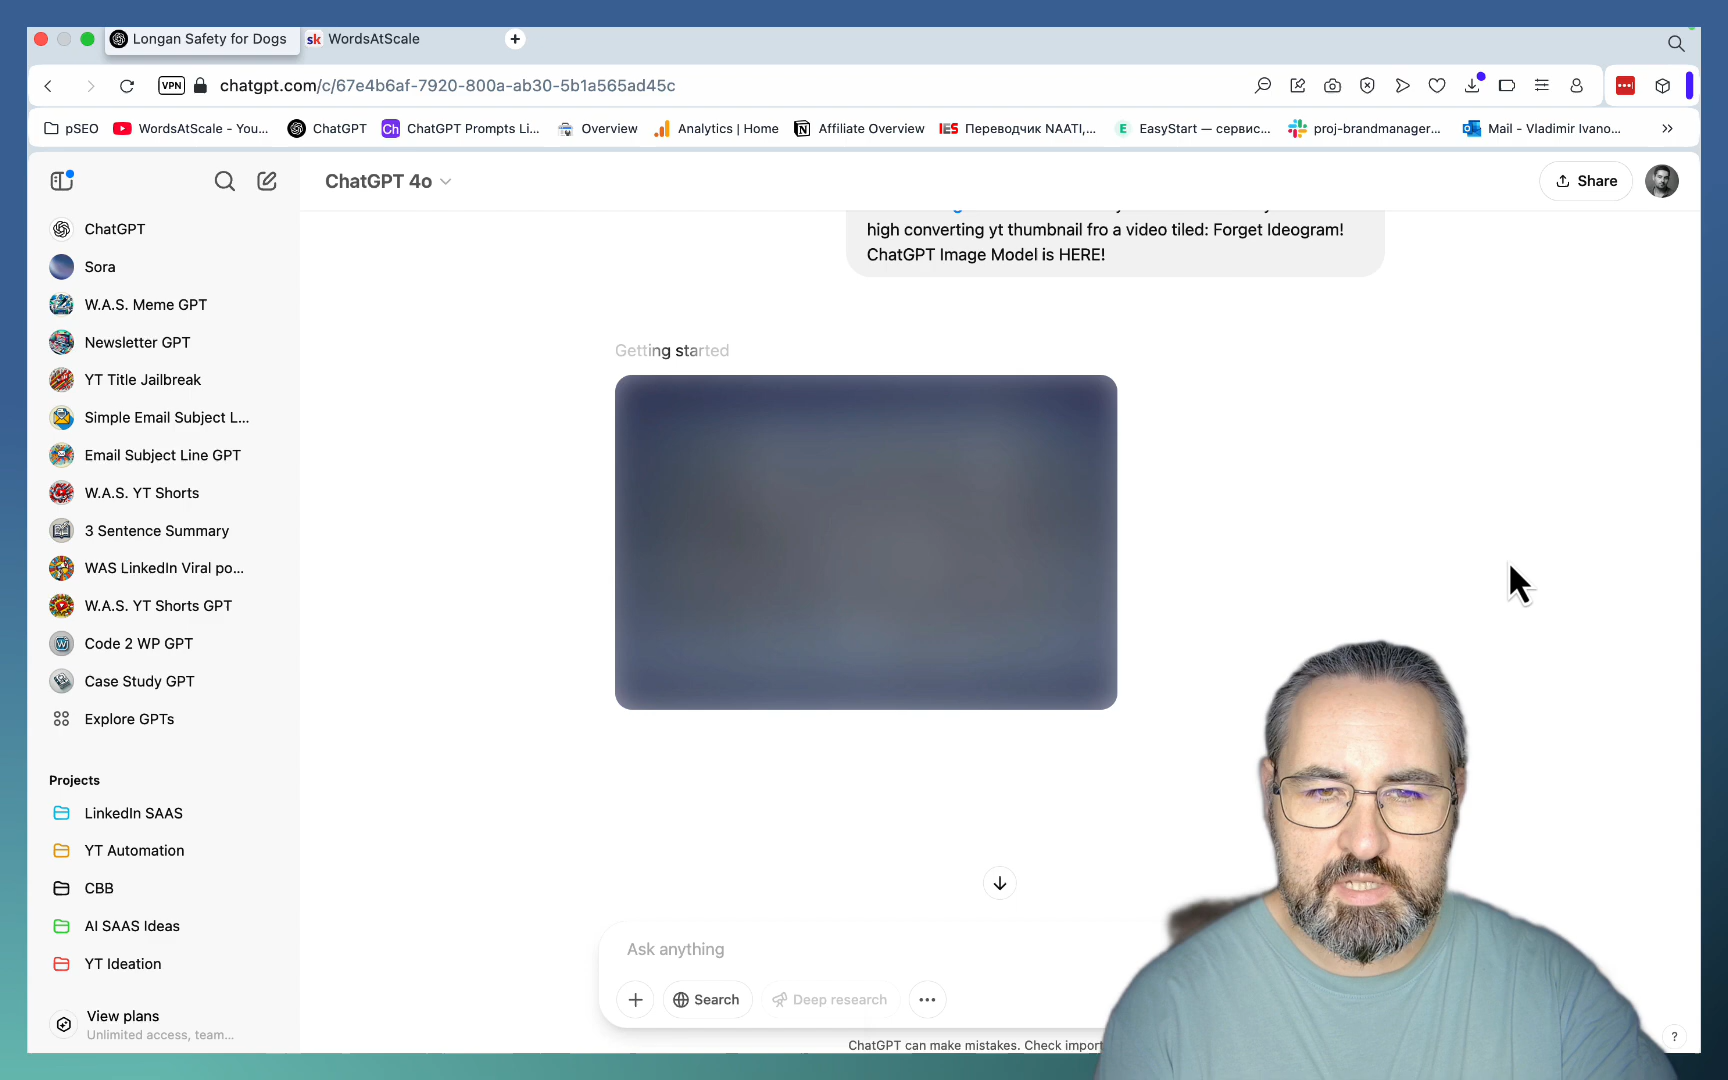 Longan Safety for Dogs
sk WordsAtScale
VPN chatgpt.com/c/67e4b6af-7920-800a-ab30-5b1a565ad45c
pSEO WordsAtScale - You... ChatGPT Ch ChatGPT Prompts Li... Overview Analytics | Home Affiliate Overview IES Переводчик NAATI,... E EasyStart — сервис... proj-brandmanager... Mail - Vladimir Ivano...
ChatGPT 4o
Share
ChatGPT
Sora
W.A.S. Meme GPT
Newsletter GPT
YT Title Jailbreak
Simple Email Subject L...
Email Subject Line GPT
W.A.S. YT Shorts
3 Sentence Summary
WAS LinkedIn Viral po...
W.A.S. YT Shorts GPT
Code 2 WP GPT
Case Study GPT
Explore GPTs
Projects
LinkedIn SAAS
YT Automation
CBB
AI SAAS Ideas
YT Ideation
View plans
Unlimited access, team...
high converting yt thumbnail fro a video tiled: Forget Ideogram!
ChatGPT Image Model is HERE!
Getting started
Ask anything
Search
Deep research
ChatGPT can make mistakes. Check import
?